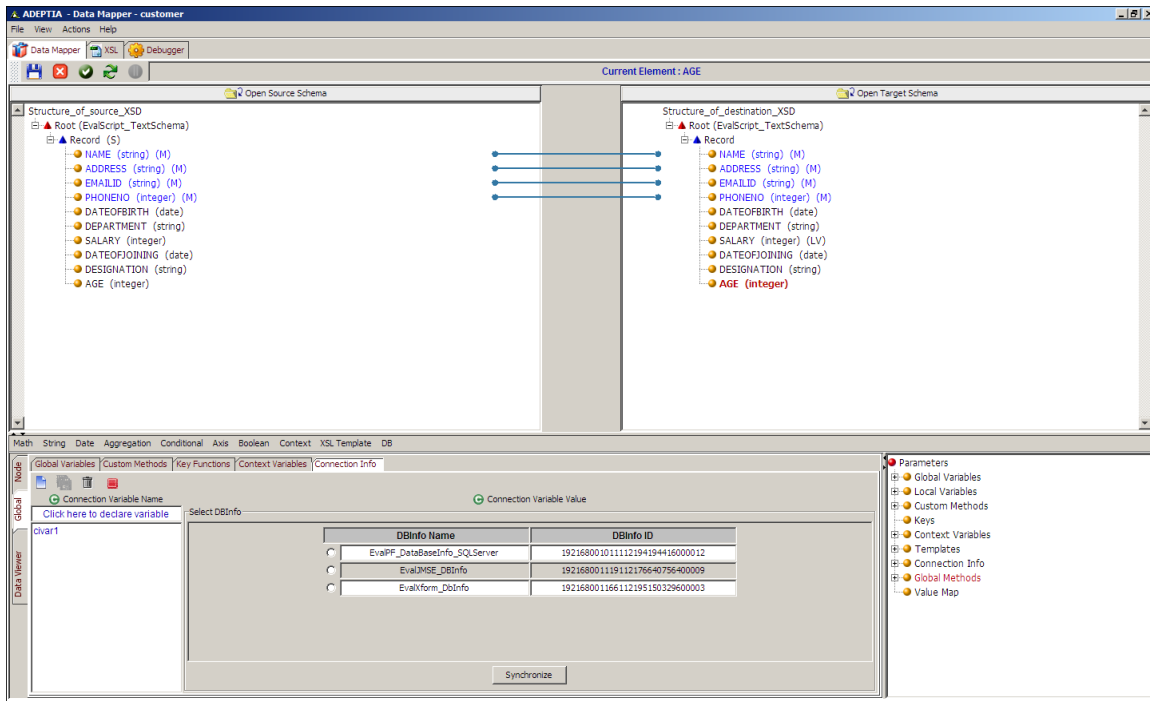 ADEPTIA - Data Mapper - customer
File View Actions Help
Data Mapper XSL Debugger
Current Element : AGE
Open Source Schema
Open Target Schema
Structure_of_source_XSD
Root (EvalScript_TextSchema)
Record (S)
NAME (string) (M)
ADDRESS (string) (M)
EMAILID (string) (M)
PHONENO (integer) (M)
DATEOFBIRTH (date)
DEPARTMENT (string)
SALARY (integer)
DATEOFJOINING (date)
DESIGNATION (string)
AGE (integer)
Structure_of_destination_XSD
Root (EvalScript_TextSchema)
Record
NAME (string) (M)
ADDRESS (string) (M)
EMAILID (string) (M)
PHONENO (integer) (M)
DATEOFBIRTH (date)
DEPARTMENT (string)
SALARY (integer) (LV)
DATEOFJOINING (date)
DESIGNATION (string)
AGE (integer)
Math String Date Aggregation Conditional Axis Boolean Context XSL Template DB
Node
Global
Data Viewer
Global Variables Custom Methods Key Functions Context Variables Connection Info
Connection Variable Name
Connection Variable Value
Click here to declare variable
civar1
Select DBInfo
DBInfo Name DBInfo ID
EvalPF_DataBaseInfo_SQLServer 192168001011112194194416000012
EvalJMSE_DBInfo 192168001119112176640756400009
EvalXform_DbInfo 192168001166112195150329600003
Synchronize
Parameters
Global Variables
Local Variables
Custom Methods
Keys
Context Variables
Templates
Connection Info
Global Methods
Value Map